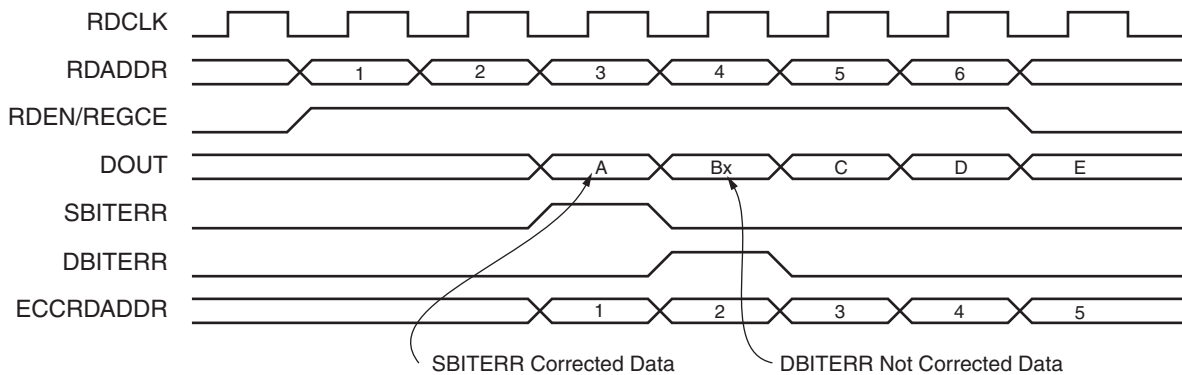 RDCLK
RDADDR 1 2 3 4 5 6
RDEN/REGCE
DOUT A Bx C D E
SBITERR
DBITERR
ECCRDADDR 1 2 3 4 5
SBITERR Corrected Data DBITERR Not Corrected Data